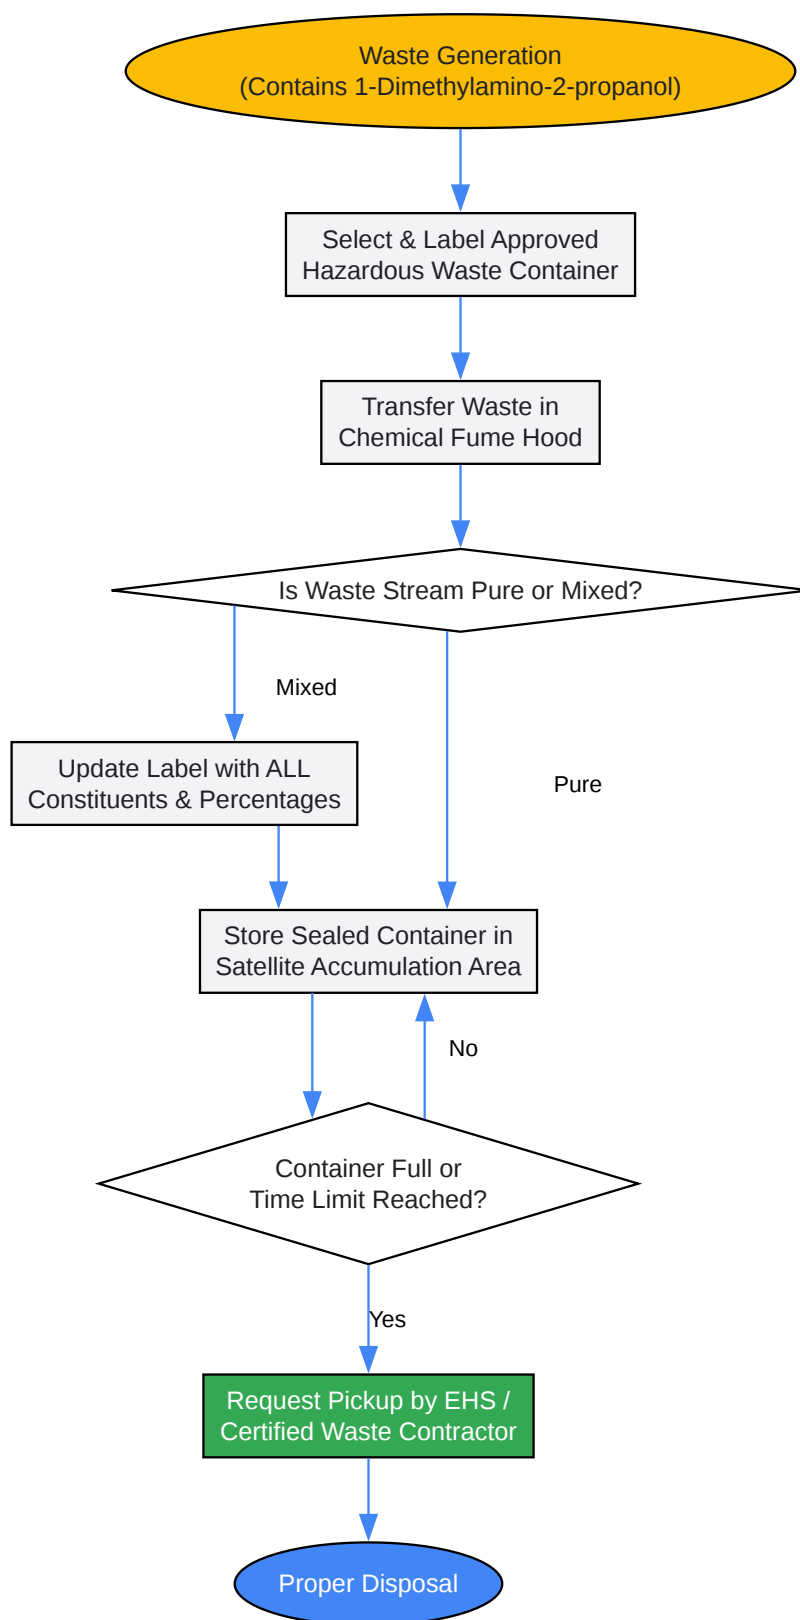 Waste Generation
(Contains 1-Dimethylamino-2-propanol)
Select & Label Approved
Hazardous Waste Container
Transfer Waste in
Chemical Fume Hood
Is Waste Stream Pure or Mixed?
Mixed
Update Label with ALL
Constituents & Percentages
Pure
Store Sealed Container in
Satellite Accumulation Area
No
Container Full or
Time Limit Reached?
Yes
Request Pickup by EHS /
Certified Waste Contractor
Proper Disposal